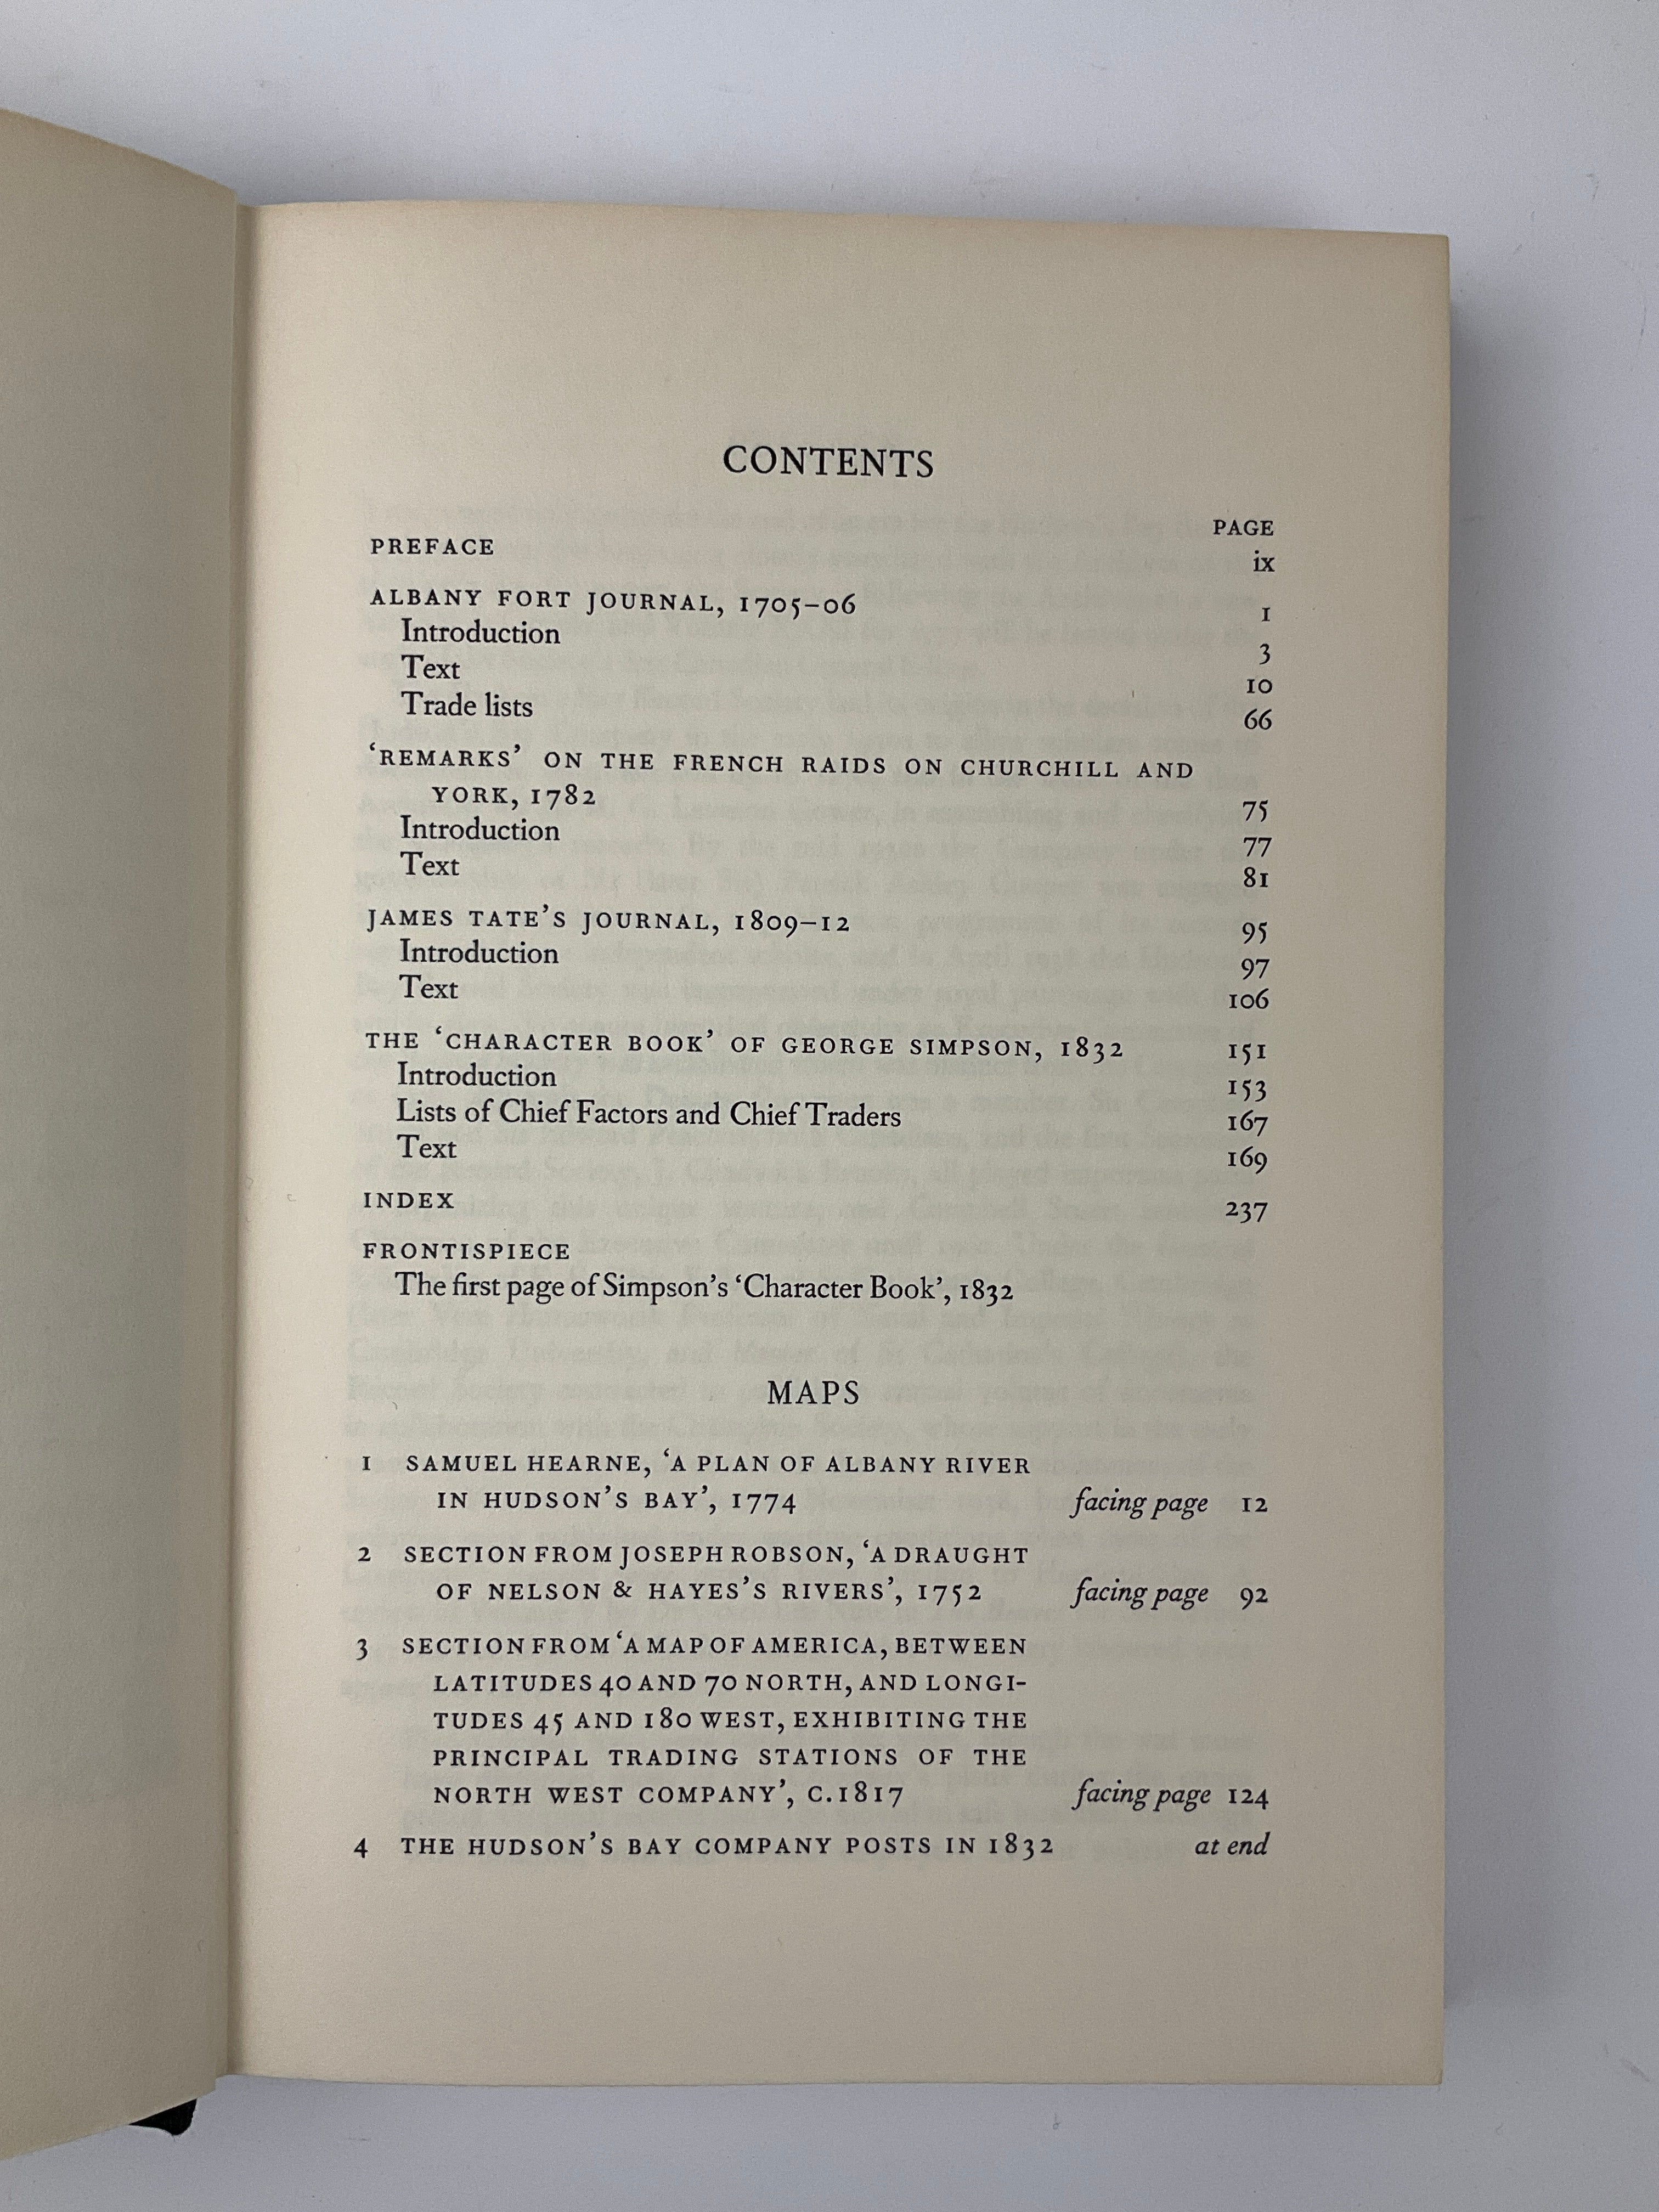 CONTENTS
PAGE
PREFACE ix
ALBANY FORT JOURNAL, 1705–06 1
Introduction 3
Text 10
Trade lists 66
‘REMARKS’ ON THE FRENCH RAIDS ON CHURCHILL AND
YORK, 1782 75
Introduction 77
Text 81
JAMES TATE’S JOURNAL, 1809–12 95
Introduction 97
Text 106
THE ‘CHARACTER BOOK’ OF GEORGE SIMPSON, 1832 151
Introduction 153
Lists of Chief Factors and Chief Traders 167
Text 169
INDEX 237
FRONTISPIECE
The first page of Simpson’s ‘Character Book’, 1832
MAPS
1 SAMUEL HEARNE, ‘A PLAN OF ALBANY RIVER
IN HUDSON’S BAY’, 1774 facing page 12
2 SECTION FROM JOSEPH ROBSON, ‘A DRAUGHT
OF NELSON & HAYES’S RIVERS’, 1752 facing page 92
3 SECTION FROM ‘A MAP OF AMERICA, BETWEEN
LATITUDES 40 AND 70 NORTH, AND LONGI-
TUDES 45 AND 180 WEST, EXHIBITING THE
PRINCIPAL TRADING STATIONS OF THE
NORTH WEST COMPANY’, C.1817 facing page 124
4 THE HUDSON’S BAY COMPANY POSTS IN 1832 at end